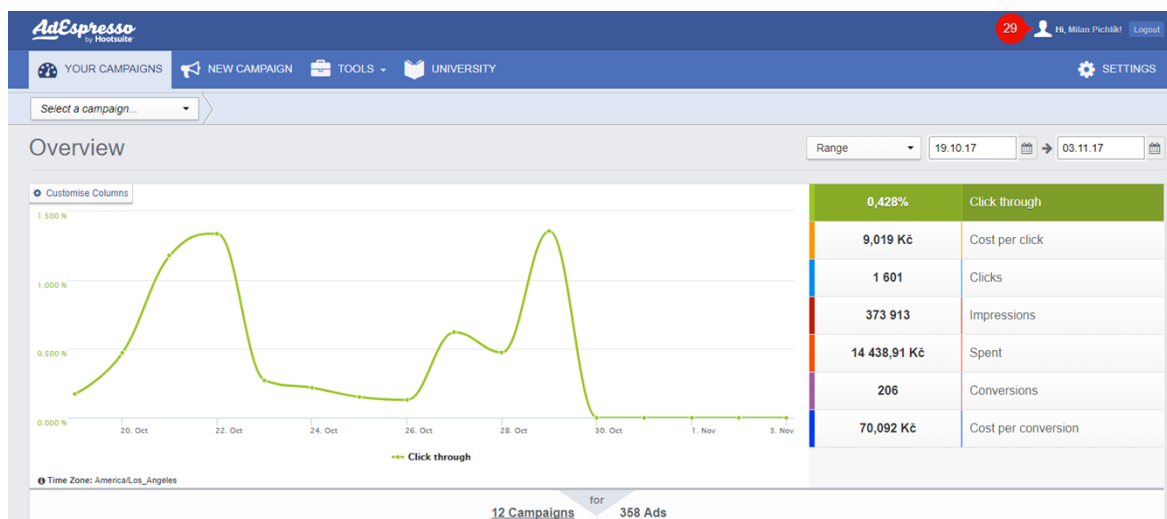 AdEspresso
by Hootsuite
29 Hi, Milan Pichlík! Logout
YOUR CAMPAIGNS NEW CAMPAIGN TOOLS UNIVERSITY SETTINGS
Select a campaign...
Overview
Range 19.10.17 03.11.17
Customise Columns
1.500 %
1.000 %
0.500 %
0.000 %
20. Oct 22. Oct 24. Oct 26. Oct 28. Oct 30. Oct 1. Nov 3. Nov
Click through
Time Zone: America/Los_Angeles
0,428% Click through
9,019 Kč Cost per click
1 601 Clicks
373 913 Impressions
14 438,91 Kč Spent
206 Conversions
70,092 Kč Cost per conversion
for
12 Campaigns 358 Ads